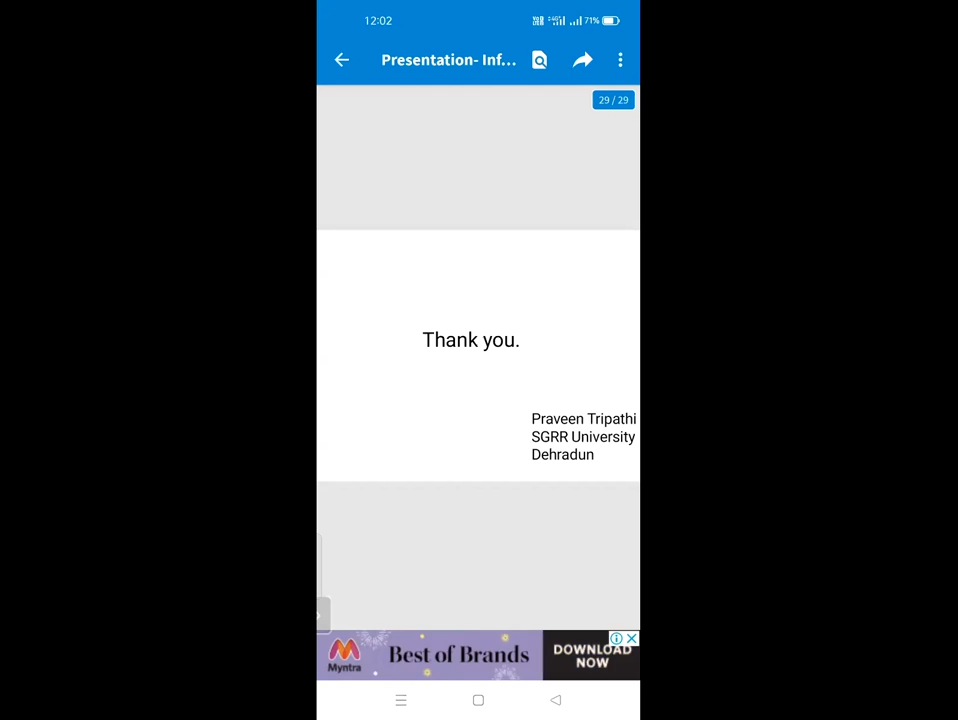 12:02
71%
Presentation- Inf...
29 / 29
Thank you.
Praveen Tripathi
SGRR University
Dehradun
Myntra
Best of Brands
DOWNLOAD
NOW